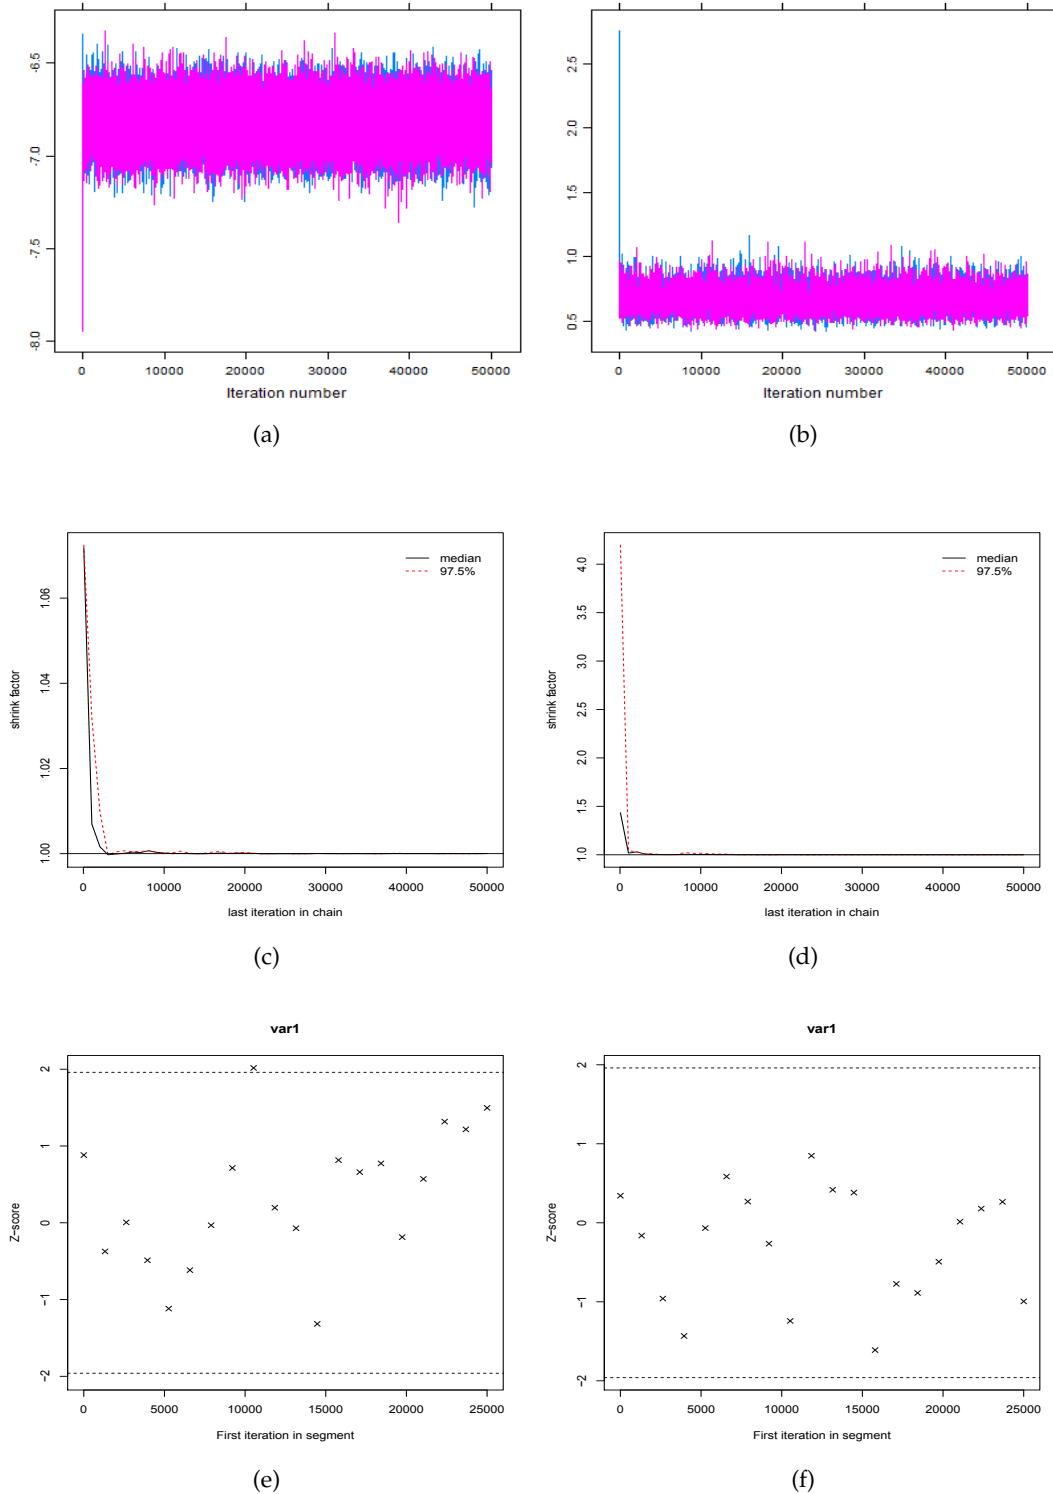 -6.5
-7.0
-7.5
-8.0
0 10000 20000 30000 40000 50000
Iteration number
(a)
2.5
2.0
1.5
1.0
0.5
0 10000 20000 30000 40000 50000
Iteration number
(b)
median
97.5%
1.06
1.04
1.02
1.00
shrink factor
0 10000 20000 30000 40000 50000
last iteration in chain
(c)
median
97.5%
4.0
3.5
3.0
2.5
2.0
1.5
1.0
shrink factor
0 10000 20000 30000 40000 50000
last iteration in chain
(d)
var1
2
1
0
−1
−2
Z-score
0 5000 10000 15000 20000 25000
First iteration in segment
(e)
var1
2
1
0
−1
−2
Z-score
0 5000 10000 15000 20000 25000
First iteration in segment
(f)